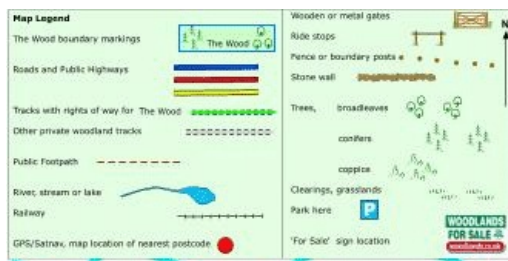 Map Legend
The Wood boundary markings
The Wood
Roads and Public Highways
Tracks with rights of way for The Wood
Other private woodland tracks
Public Footpath
River, stream or lake
Railway
GPS/Satnav, map location of nearest postcode
Wooden or metal gates
N
Ride stops
Fence or boundary posts
Stone wall
Trees, broadleaves
conifers
coppice
Clearings, grasslands
Park here
P
'For Sale' sign location
WOODLANDS
FOR SALE
woodlands.co.uk